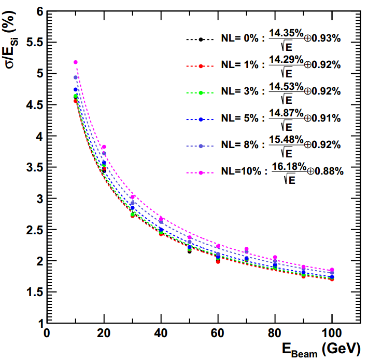 σ/E_Si (%)
6
5.5
5
4.5
4
3.5
3
2.5
2
1.5
1
NL= 0% : 14.35%/√E ⊕0.93%
NL= 1% : 14.29%/√E ⊕0.92%
NL= 3% : 14.53%/√E ⊕0.92%
NL= 5% : 14.87%/√E ⊕0.91%
NL= 8% : 15.48%/√E ⊕0.92%
NL=10% : 16.18%/√E ⊕0.88%
0 20 40 60 80 100
E_Beam (GeV)